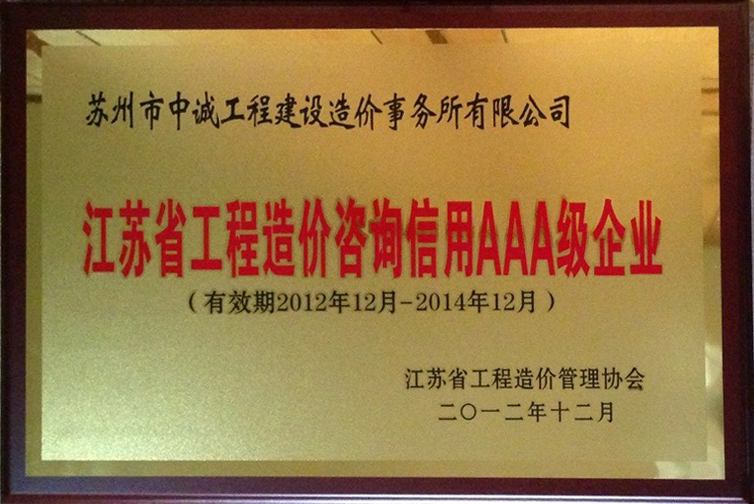 苏州市中诚工程建设造价事务所有限公司
江苏省工程造价咨询信用AAA级企业
（有效期2012年12月-2014年12月）
江苏省工程造价管理协会
二〇一二年十二月